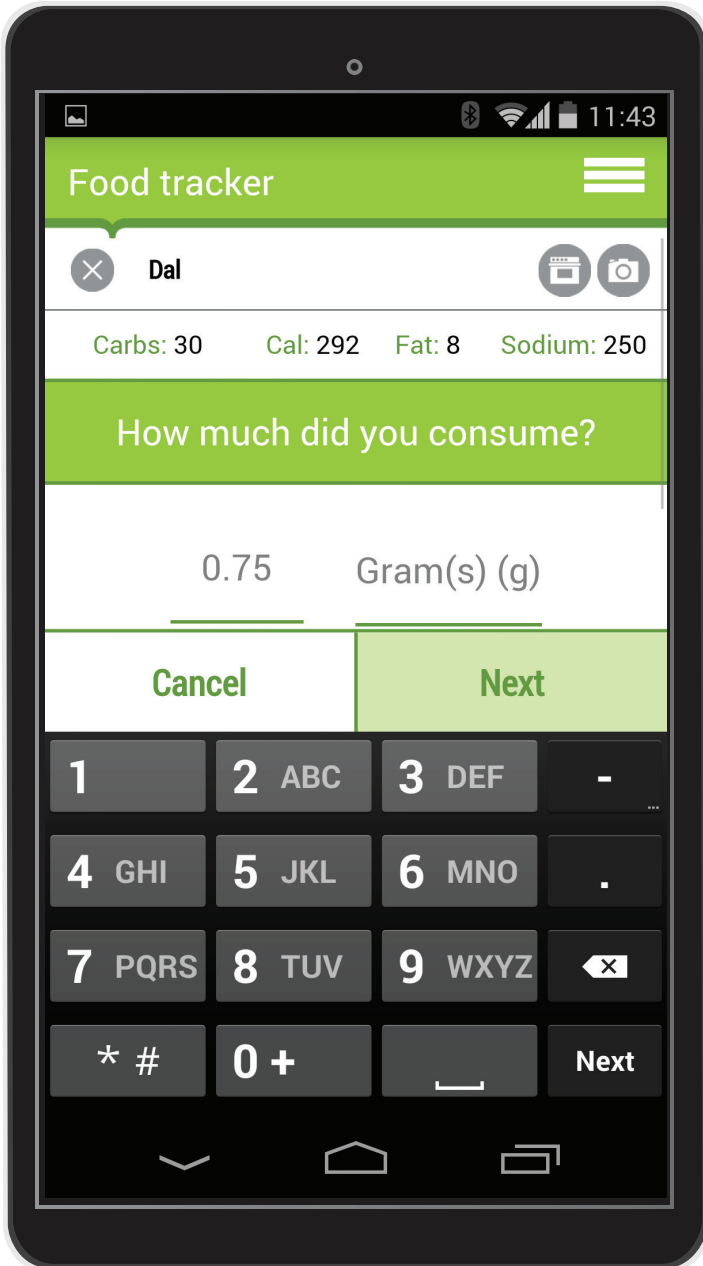 11:43
Food tracker
Dal
Carbs: 30 Cal: 292 Fat: 8 Sodium: 250
How much did you consume?
0.75 Gram(s) (g)
Cancel Next
1 2 ABC 3 DEF -
...
4 GHI 5 JKL 6 MNO .
7 PQRS 8 TUV 9 WXYZ
* # 0 + Next